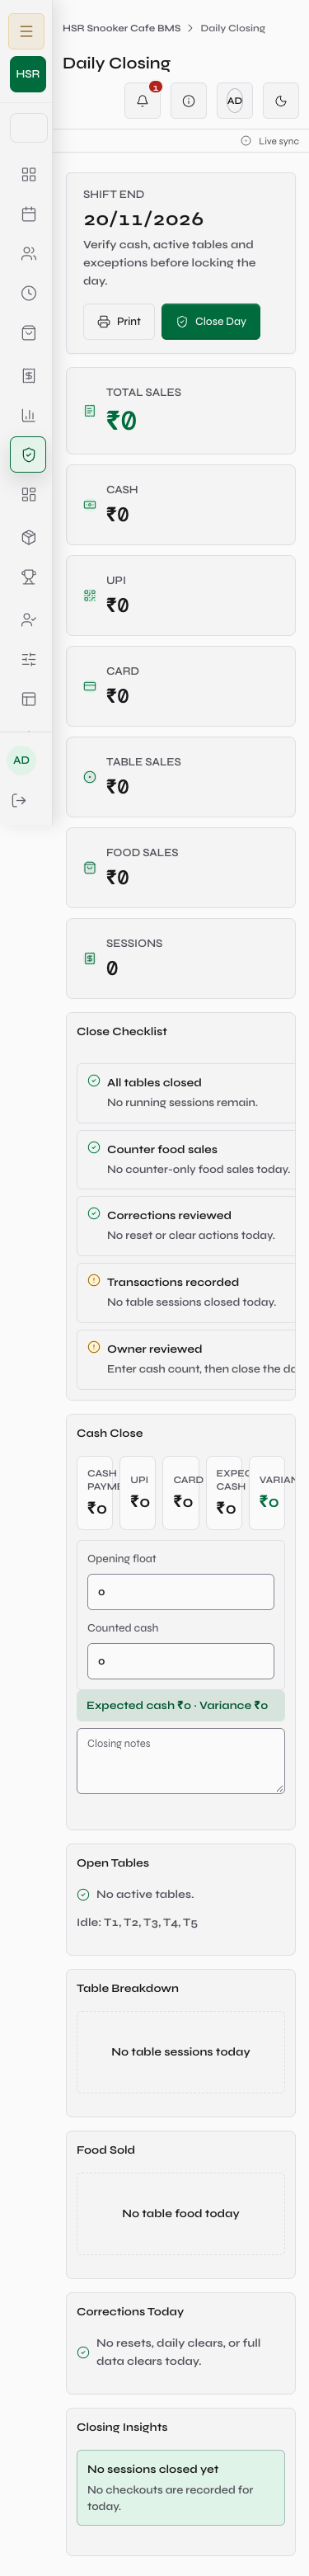 HSR Snooker Cafe BMS > Daily Closing
HSR
Daily Closing
1
AD
Live sync
SHIFT END
20/11/2026
Verify cash, active tables and
exceptions before locking the
day.
Print
Close Day
TOTAL SALES
₹0
CASH
₹0
UPI
₹0
CARD
₹0
TABLE SALES
₹0
FOOD SALES
₹0
SESSIONS
0
AD
Close Checklist
All tables closed
No running sessions remain.
Counter food sales
No counter-only food sales today.
Corrections reviewed
No reset or clear actions today.
Transactions recorded
No table sessions closed today.
Owner reviewed
Enter cash count, then close the da
Cash Close
CASH
PAYME
₹0
UPI
₹0
CARD
₹0
EXPEC
CASH
₹0
VARIAN
₹0
Opening float
0
Counted cash
0
Expected cash ₹0 · Variance ₹0
Closing notes
Open Tables
No active tables.
Idle: T1, T2, T3, T4, T5
Table Breakdown
No table sessions today
Food Sold
No table food today
Corrections Today
No resets, daily clears, or full
data clears today.
Closing Insights
No sessions closed yet
No checkouts are recorded for
today.